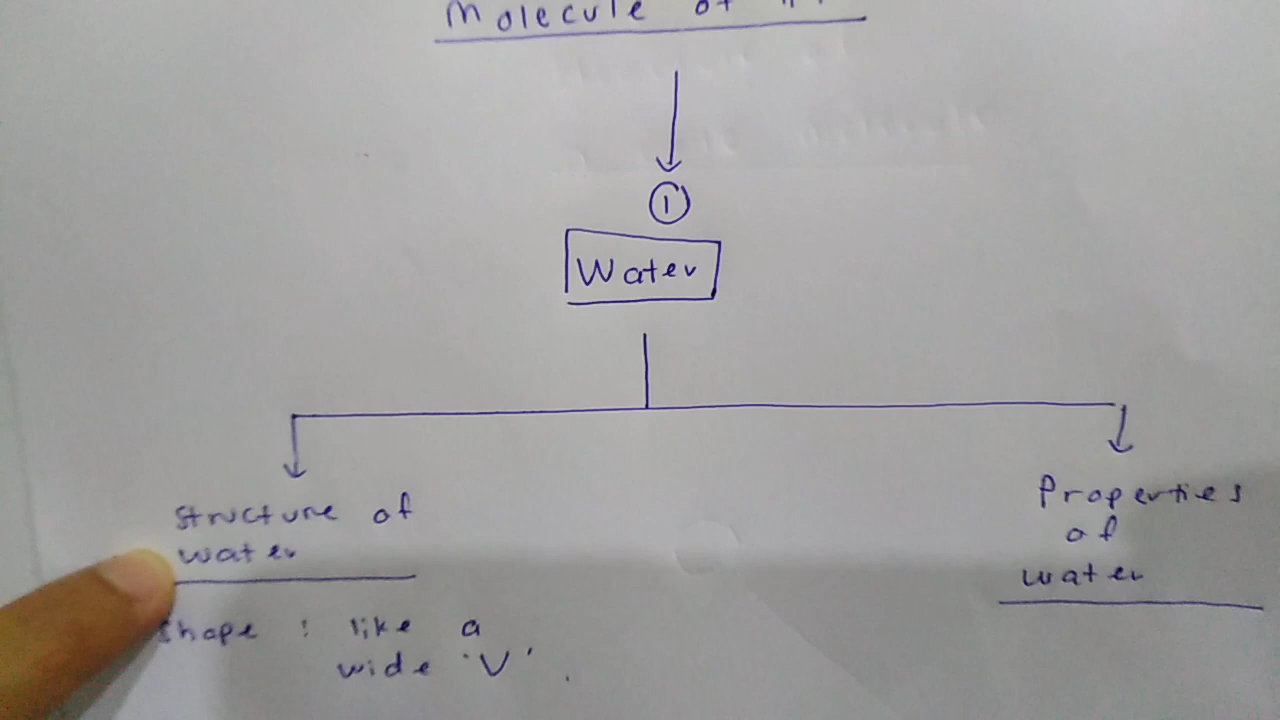 Molecule of
1
Water
Structure of
water
Shape : like a
wide 'V'.
Properties
of
water